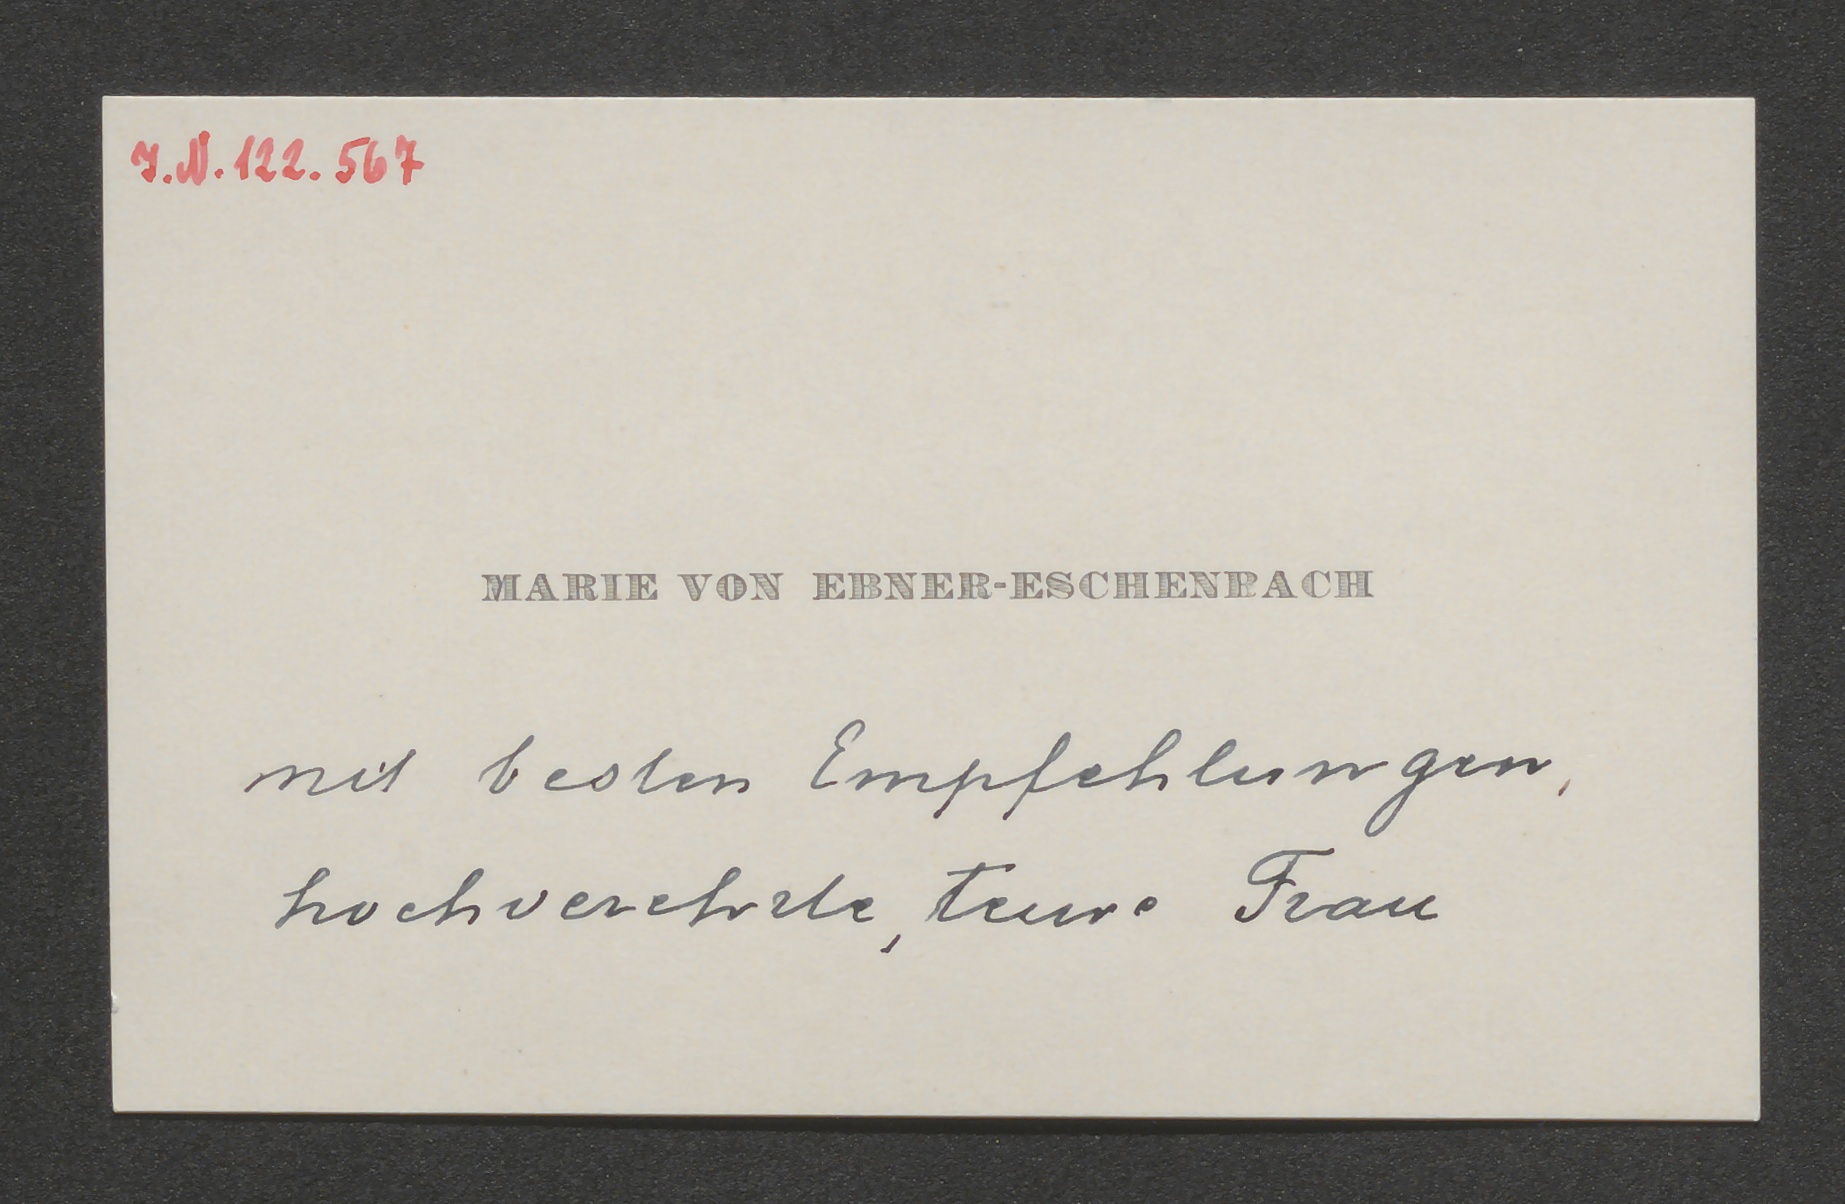 J.N. 122.567
MARIE VON EBNER-ESCHENBACH
mit besten Empfehlungen,
hochverehrte, teure Frau